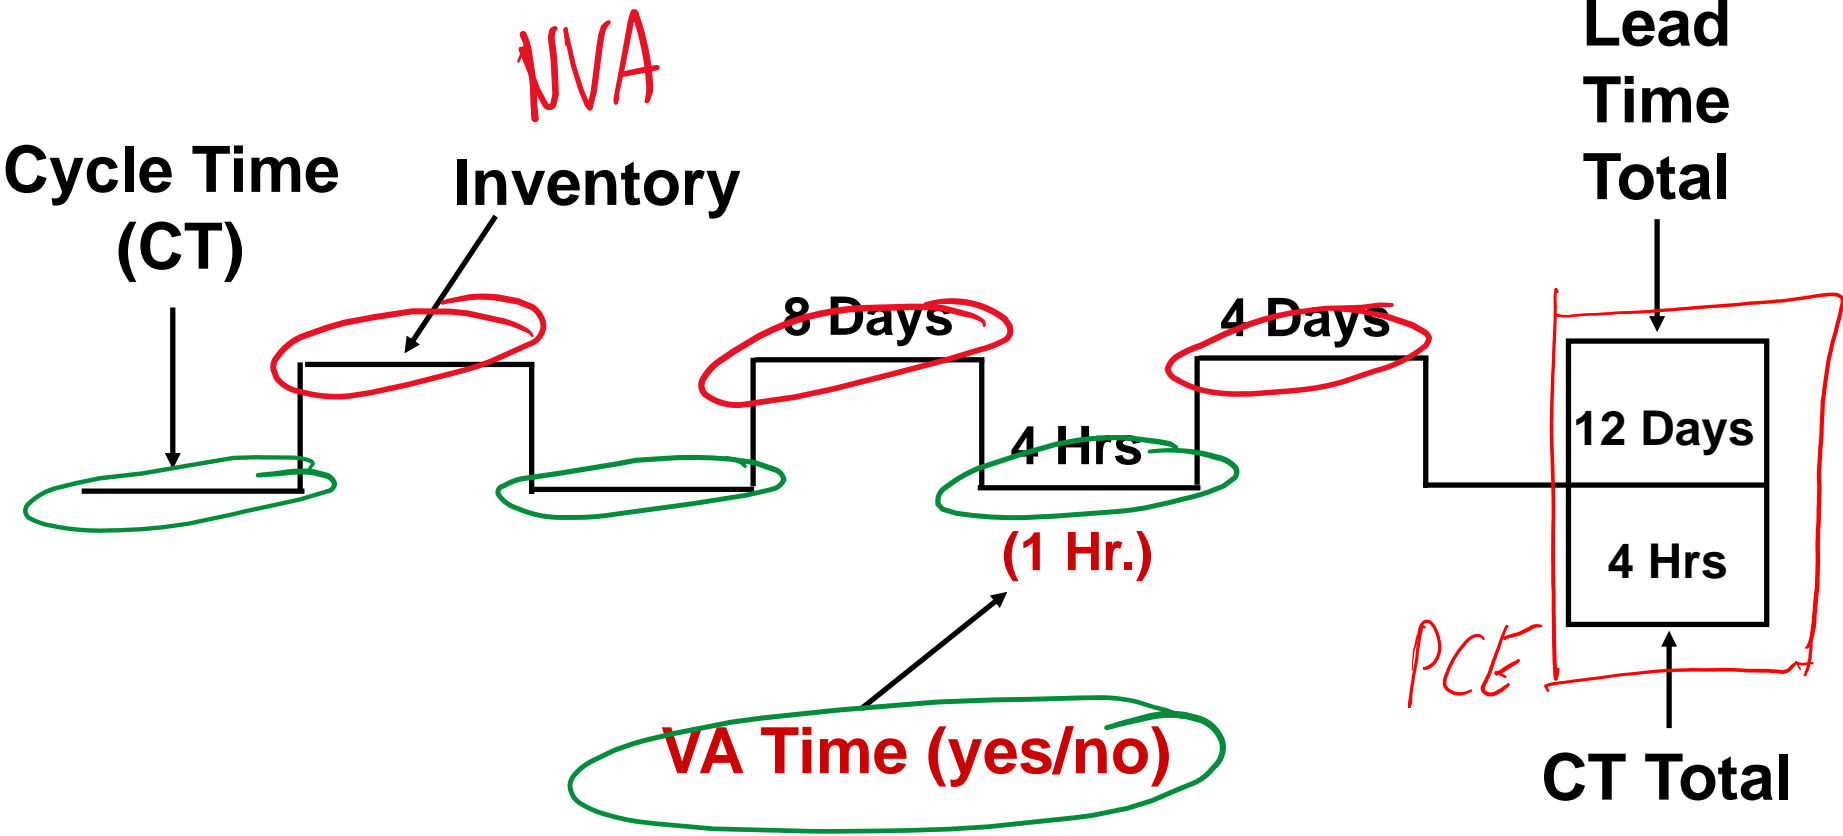 NVA
Lead
Time
Total
Cycle Time
(CT)
Inventory
8 Days
4 Days
12 Days
4 Hrs
4 Hrs
(1 Hr.)
PCE
VA Time (yes/no)
CT Total